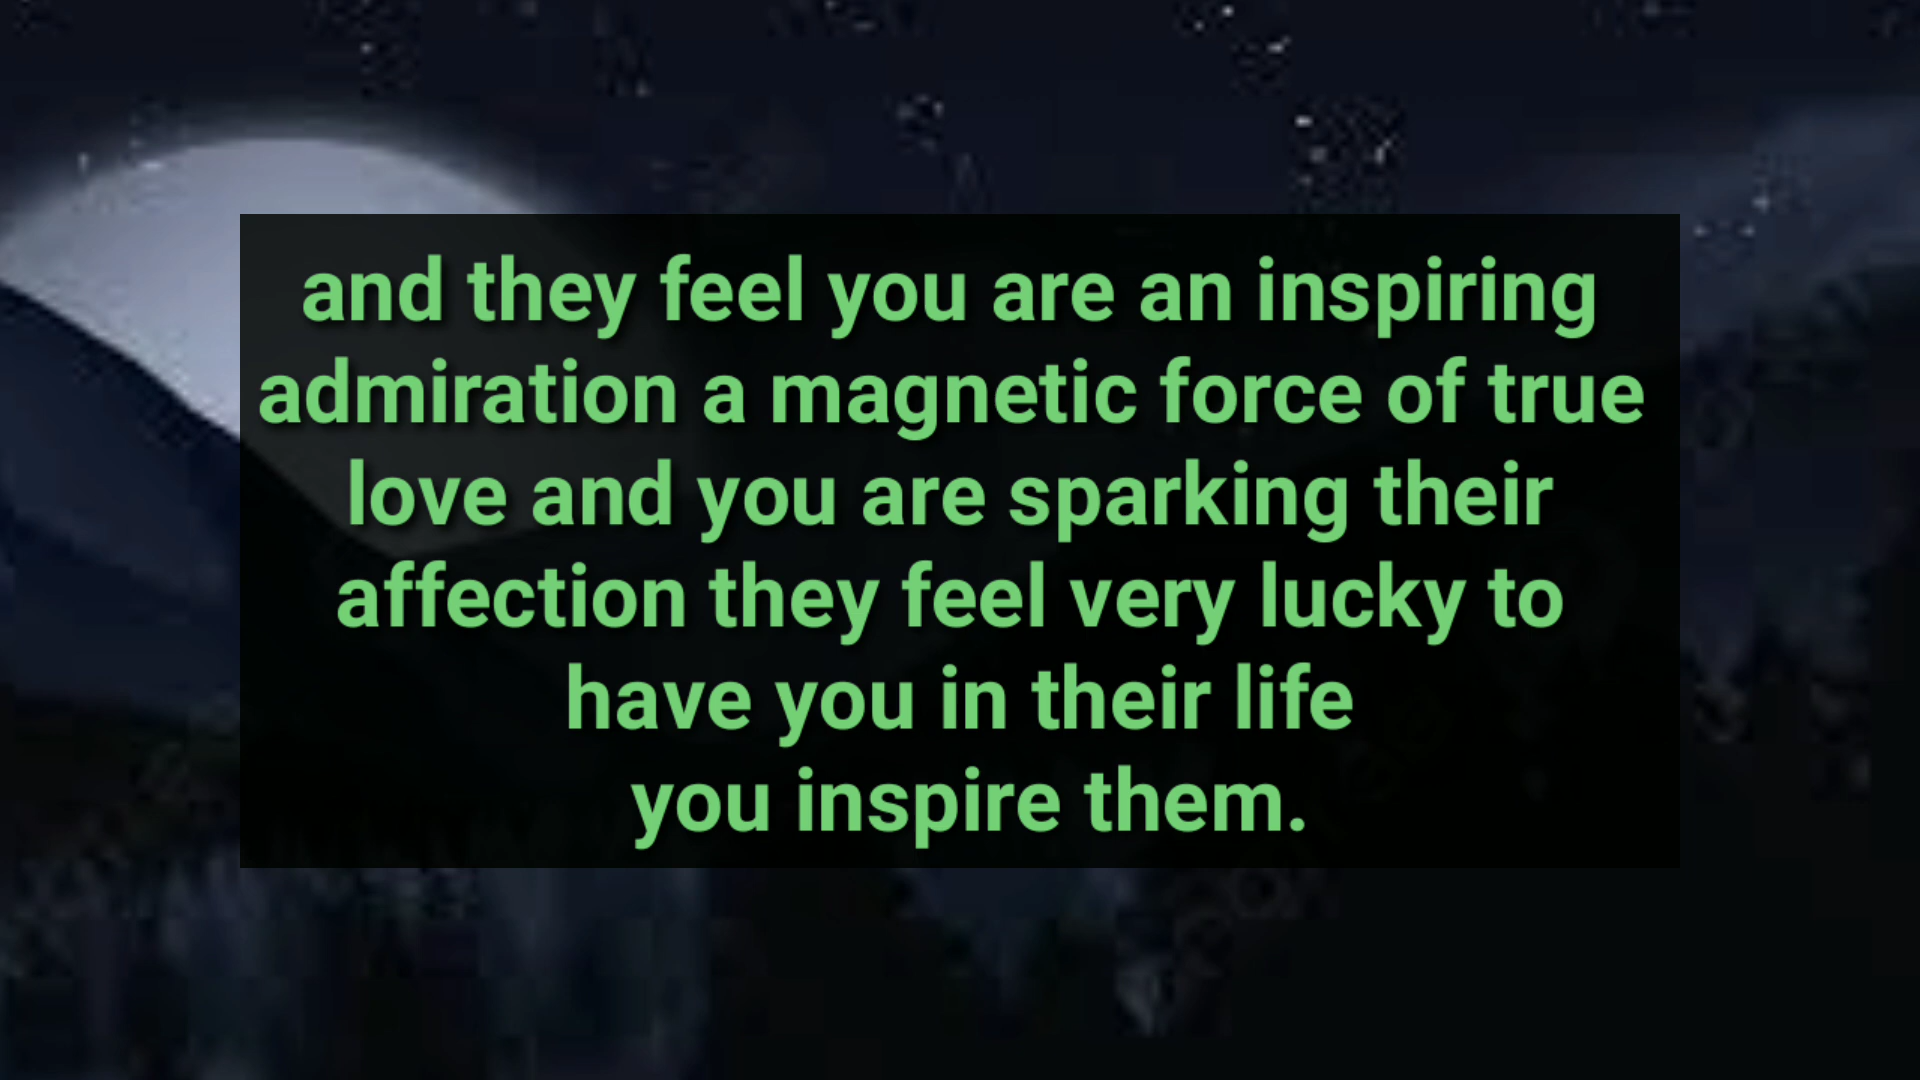 and they feel you are an inspiring
admiration a magnetic force of true
love and you are sparking their
affection they feel very lucky to
have you in their life
you inspire them.